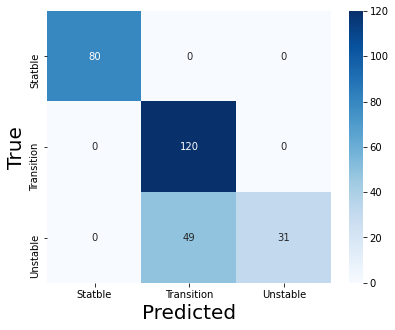 120
100
80
60
40
20
0
True
Statble
Transition
Unstable
80 0 0
0 120 0
0 49 31
Statble Transition Unstable
Predicted